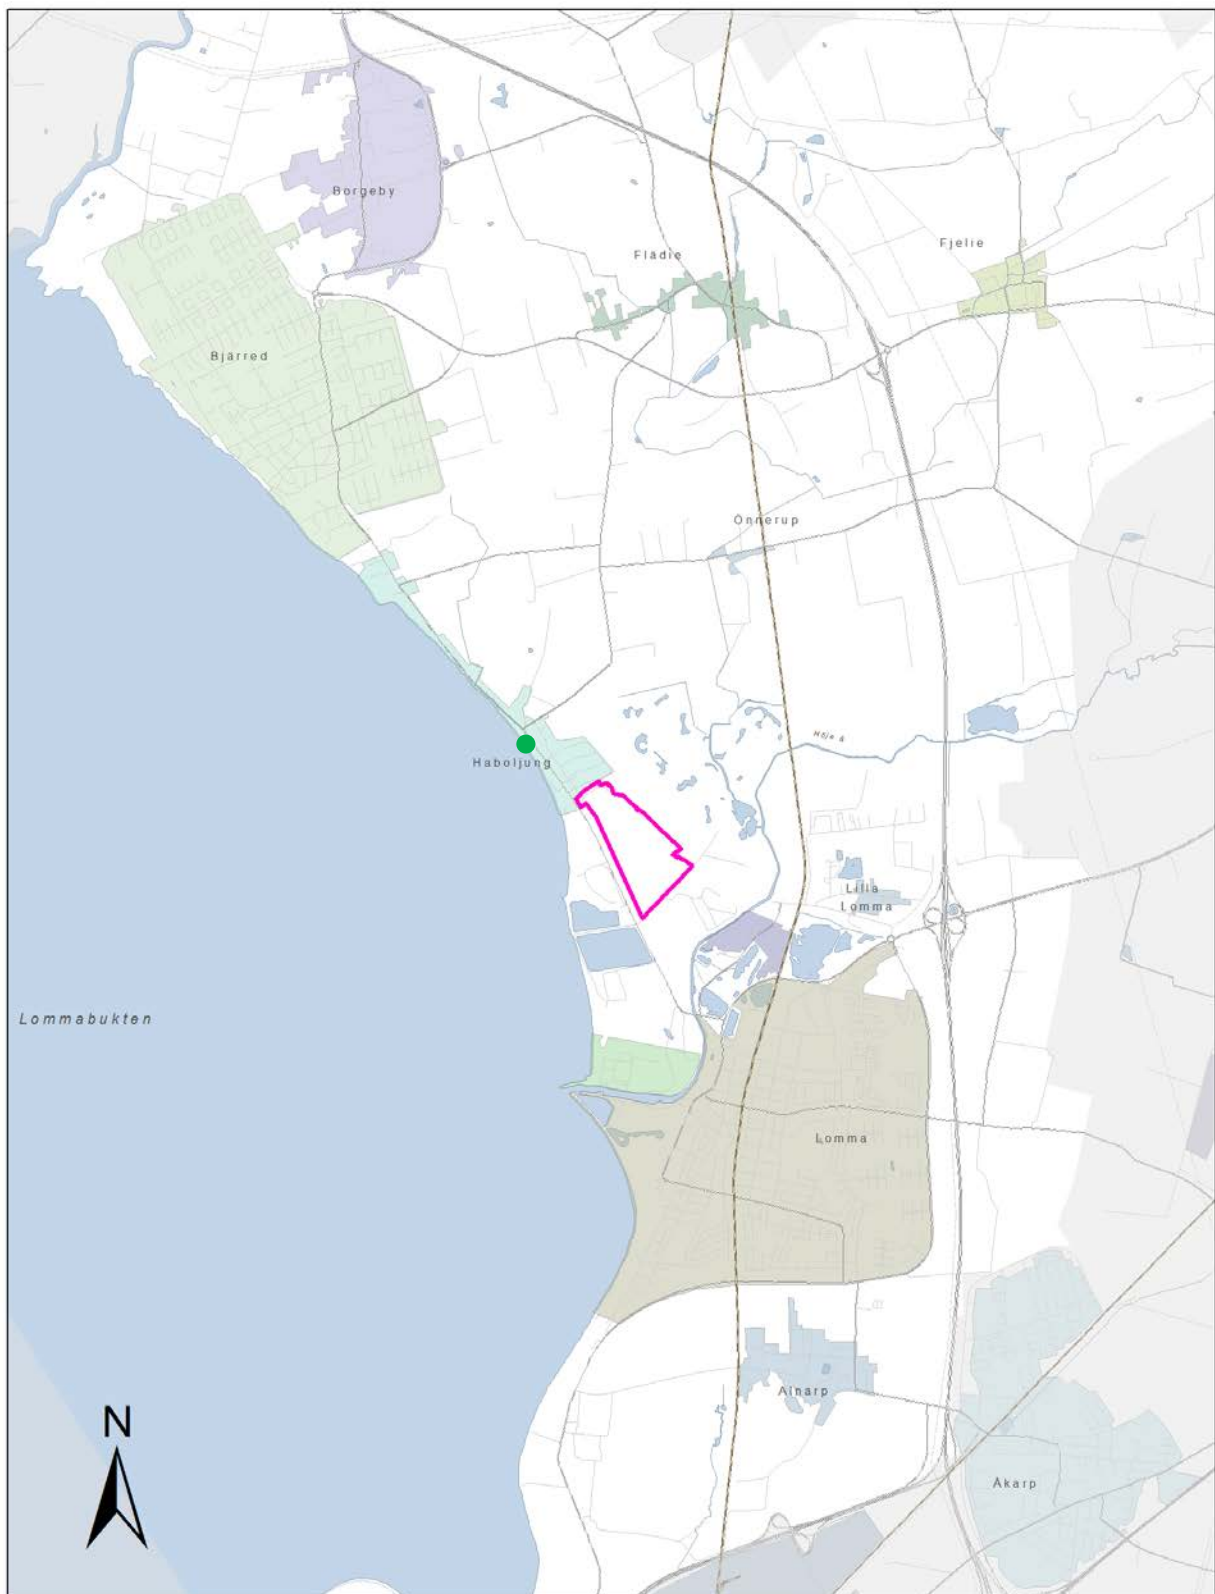 Borgeby
Flädie
Fjelie
Bjärred
Önnerup
Höje å
Haboljung
Lilla
Lomma
Lommabukten
Lomma
Alnarp
N
Åkarp